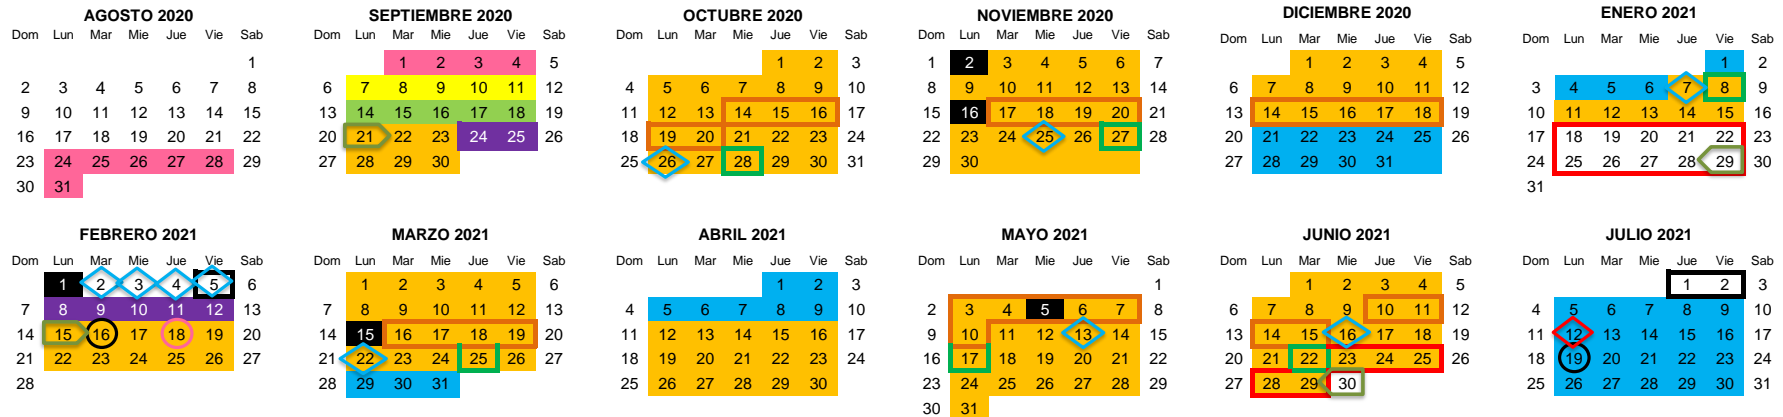 AGOSTO 2020
Dom Lun Mar Mie Jue Vie Sab
1
2 3 4 5 6 7 8
9 10 11 12 13 14 15
16 17 18 19 20 21 22
23 24 25 26 27 28 29
30 31
SEPTIEMBRE 2020
Dom Lun Mar Mie Jue Vie Sab
1 2 3 4 5
6 7 8 9 10 11 12
13 14 15 16 17 18 19
20 21 22 23 24 25 26
27 28 29 30
OCTUBRE 2020
Dom Lun Mar Mie Jue Vie Sab
1 2 3
4 5 6 7 8 9 10
11 12 13 14 15 16 17
18 19 20 21 22 23 24
25 26 27 28 29 30 31
NOVIEMBRE 2020
Dom Lun Mar Mie Jue Vie Sab
1 2 3 4 5 6 7
8 9 10 11 12 13 14
15 16 17 18 19 20 21
22 23 24 25 26 27 28
29 30
DICIEMBRE 2020
Dom Lun Mar Mie Jue Vie Sab
1 2 3 4 5
6 7 8 9 10 11 12
13 14 15 16 17 18 19
20 21 22 23 24 25 26
27 28 29 30 31
ENERO 2021
Dom Lun Mar Mie Jue Vie Sab
1 2
3 4 5 6 7 8 9
10 11 12 13 14 15 16
17 18 19 20 21 22 23
24 25 26 27 28 29 30
31
FEBRERO 2021
Dom Lun Mar Mie Jue Vie Sab
1 2 3 4 5 6
7 8 9 10 11 12 13
14 15 16 17 18 19 20
21 22 23 24 25 26 27
28
MARZO 2021
Dom Lun Mar Mie Jue Vie Sab
1 2 3 4 5 6
7 8 9 10 11 12 13
14 15 16 17 18 19 20
21 22 23 24 25 26 27
28 29 30 31
ABRIL 2021
Dom Lun Mar Mie Jue Vie Sab
1 2 3
4 5 6 7 8 9 10
11 12 13 14 15 16 17
18 19 20 21 22 23 24
25 26 27 28 29 30
MAYO 2021
Dom Lun Mar Mie Jue Vie Sab
1
2 3 4 5 6 7 8
9 10 11 12 13 14 15
16 17 18 19 20 21 22
23 24 25 26 27 28 29
30 31
JUNIO 2021
Dom Lun Mar Mie Jue Vie Sab
1 2 3 4 5
6 7 8 9 10 11 12
13 14 15 16 17 18 19
20 21 22 23 24 25 26
27 28 29 30
JULIO 2021
Dom Lun Mar Mie Jue Vie Sab
1 2 3
4 5 6 7 8 9 10
11 12 13 14 15 16 17
18 19 20 21 22 23 24
25 26 27 28 29 30 31